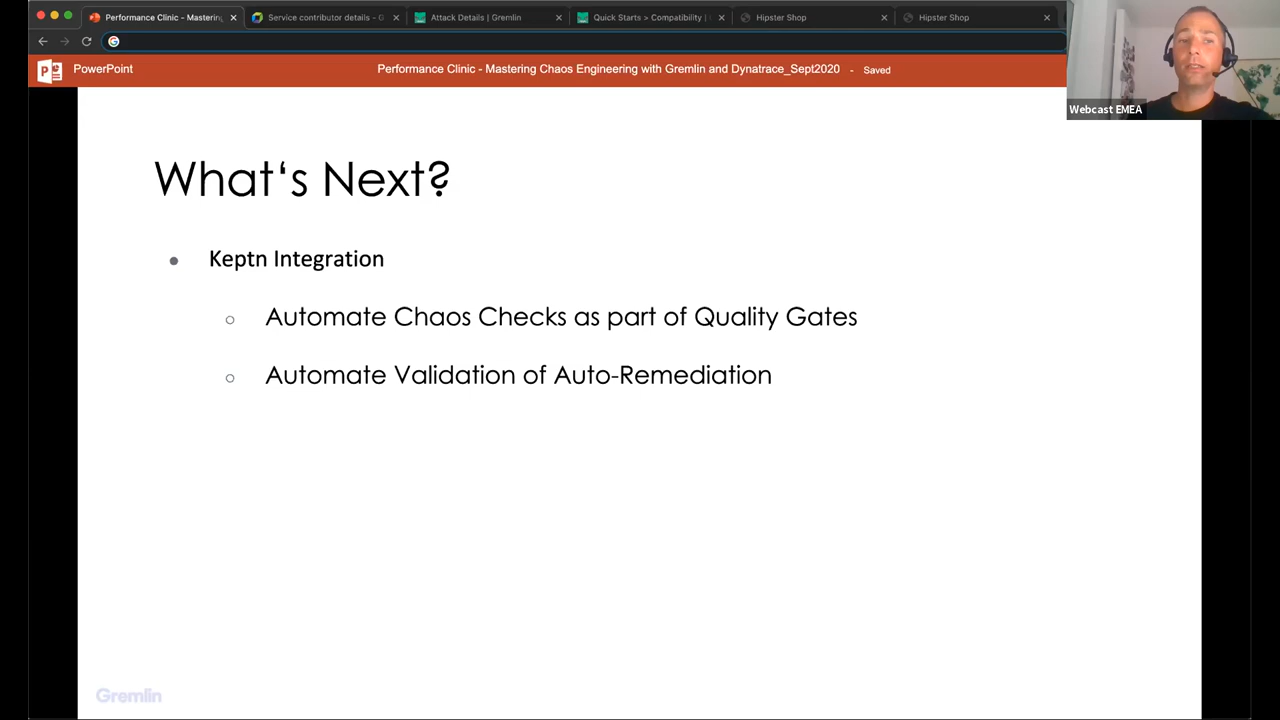 Performance Clinic - Mastering
Service contributor details - G
Attack Details | Gremlin
Quick Starts > Compatibility |
Hipster Shop
Hipster Shop
PowerPoint
Performance Clinic - Mastering Chaos Engineering with Gremlin and Dynatrace_Sept2020 - Saved
Webcast EMEA
What‘s Next?
Keptn Integration
Automate Chaos Checks as part of Quality Gates
Automate Validation of Auto-Remediation
Gremlin